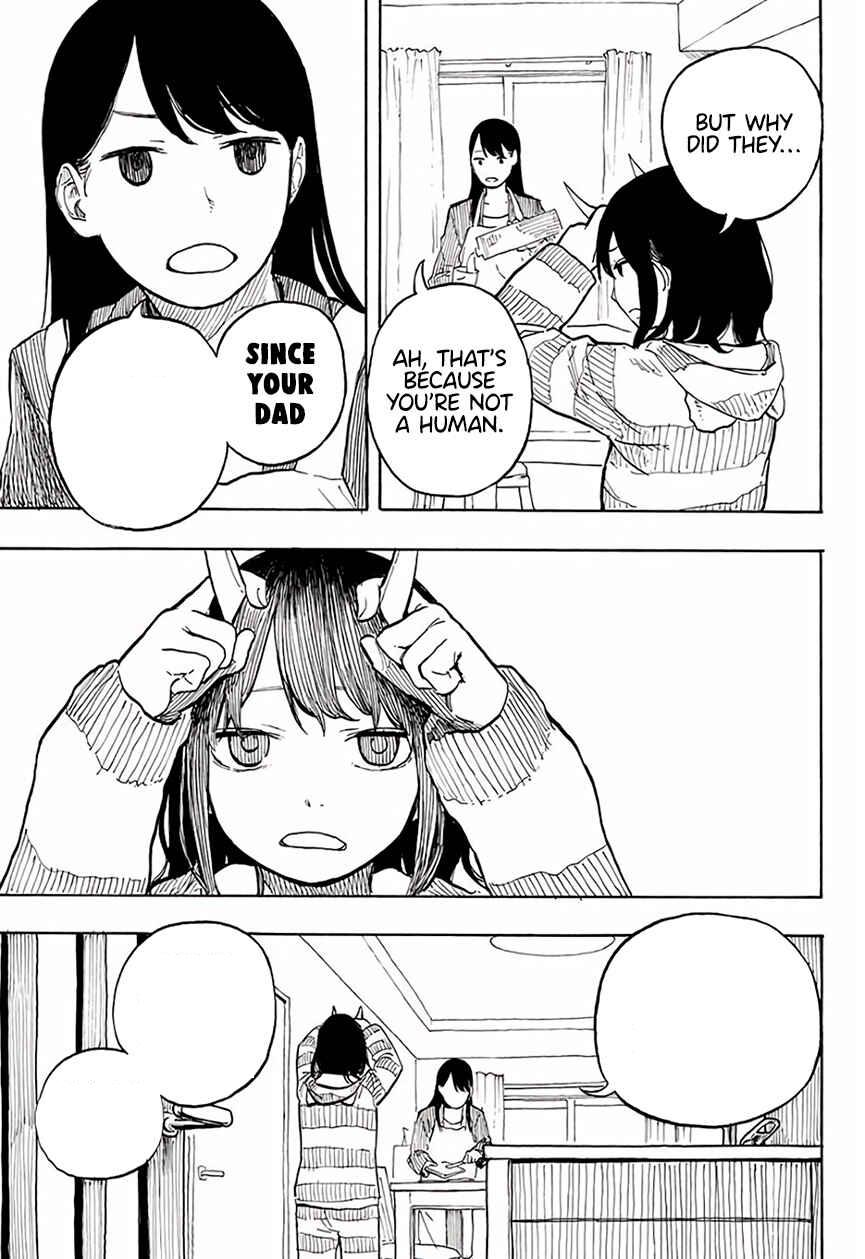 BUT WHY
DID THEY...
AH, THAT'S
BECAUSE
YOU'RE NOT
A HUMAN.
SINCE
YOUR
DAD